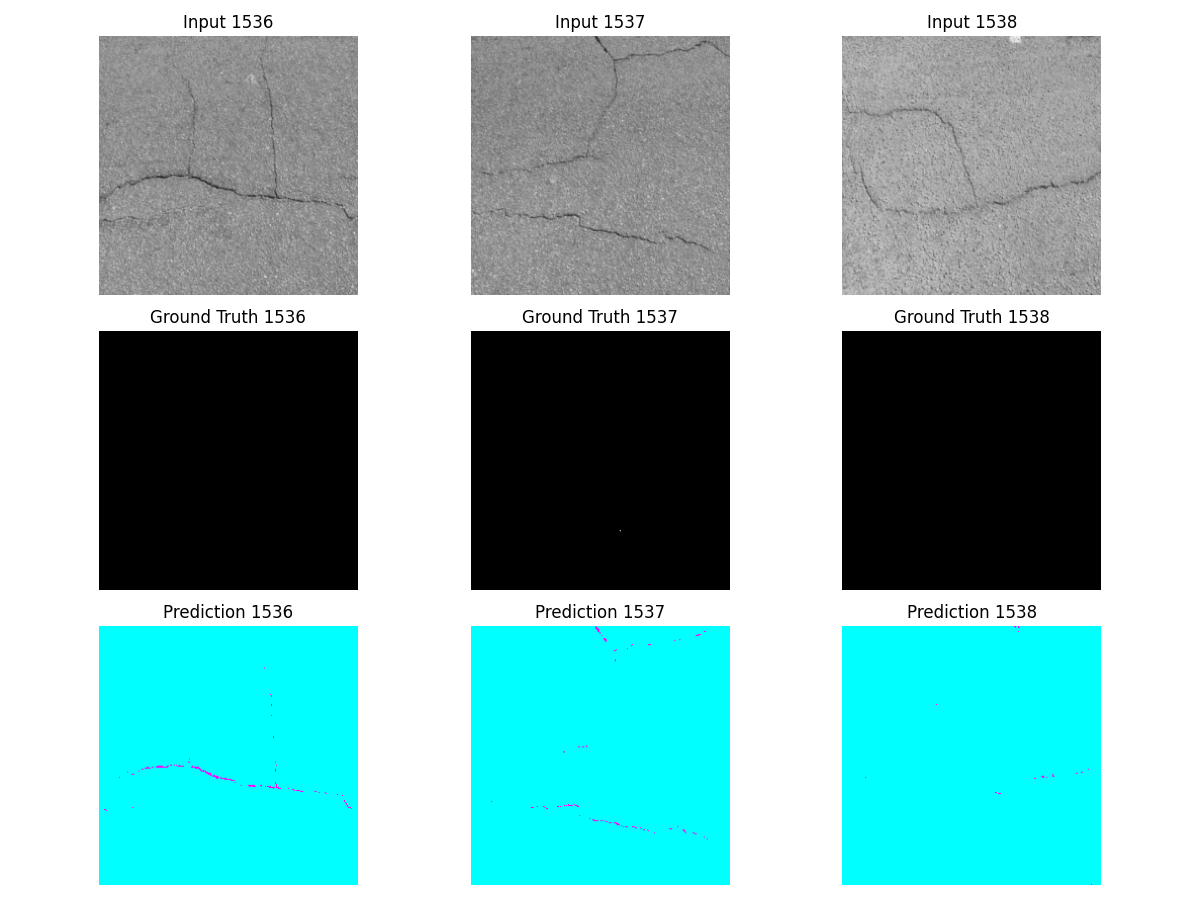 Input 1536
Input 1537
Input 1538
Ground Truth 1536
Ground Truth 1537
Ground Truth 1538
Prediction 1536
Prediction 1537
Prediction 1538